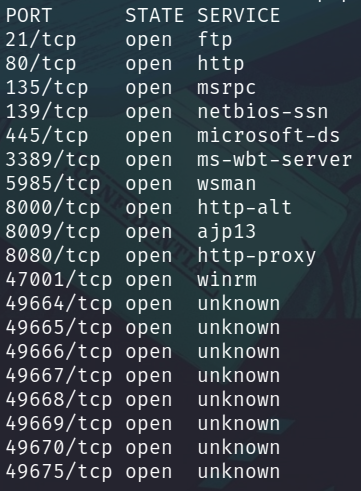 PORT STATE SERVICE
21/tcp open ftp
80/tcp open http
135/tcp open msrpc
139/tcp open netbios-ssn
445/tcp open microsoft-ds
3389/tcp open ms-wbt-server
5985/tcp open wsman
8000/tcp open http-alt
8009/tcp open ajp13
8080/tcp open http-proxy
47001/tcp open winrm
49664/tcp open unknown
49665/tcp open unknown
49666/tcp open unknown
49667/tcp open unknown
49668/tcp open unknown
49669/tcp open unknown
49670/tcp open unknown
49675/tcp open unknown